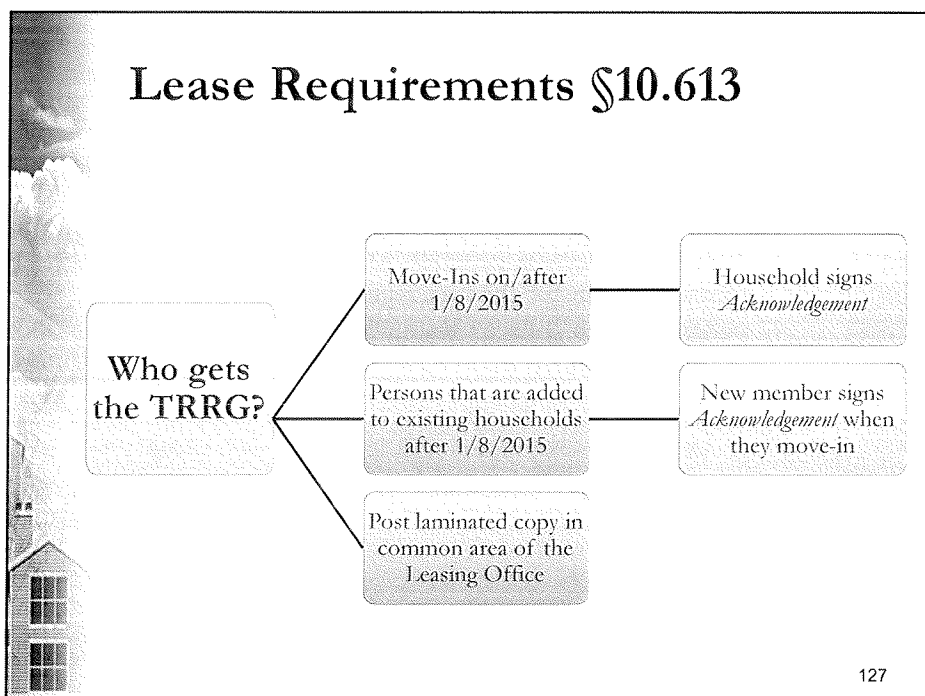 Lease Requirements §10.613
Who gets
the TRRG?
Move-Ins on/after
1/8/2015
Household signs
Acknowledgement
Persons that are added
to existing households
after 1/8/2015
New member signs
Acknowledgement when
they move-in
Post laminated copy in
common area of the
Leasing Office
127